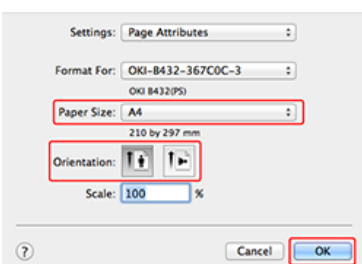 Settings: Page Attributes
Format For: OKI-B432-367C0C-3
OKI B432(PS)
Paper Size: A4
210 by 297 mm
Orientation:
Scale: 100 %
? Cancel OK